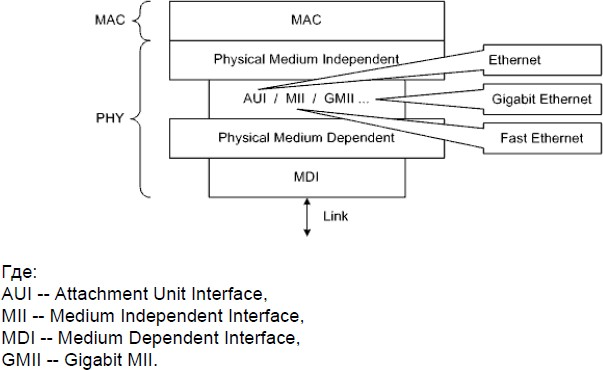 MAC
MAC
Physical Medium Independent
Ethernet
AUI / MII / GMII ...
Gigabit Ethernet
PHY
Physical Medium Dependent
Fast Ethernet
MDI
Link
Где:
AUI -- Attachment Unit Interface,
MII -- Medium Independent Interface,
MDI -- Medium Dependent Interface,
GMII -- Gigabit MII.